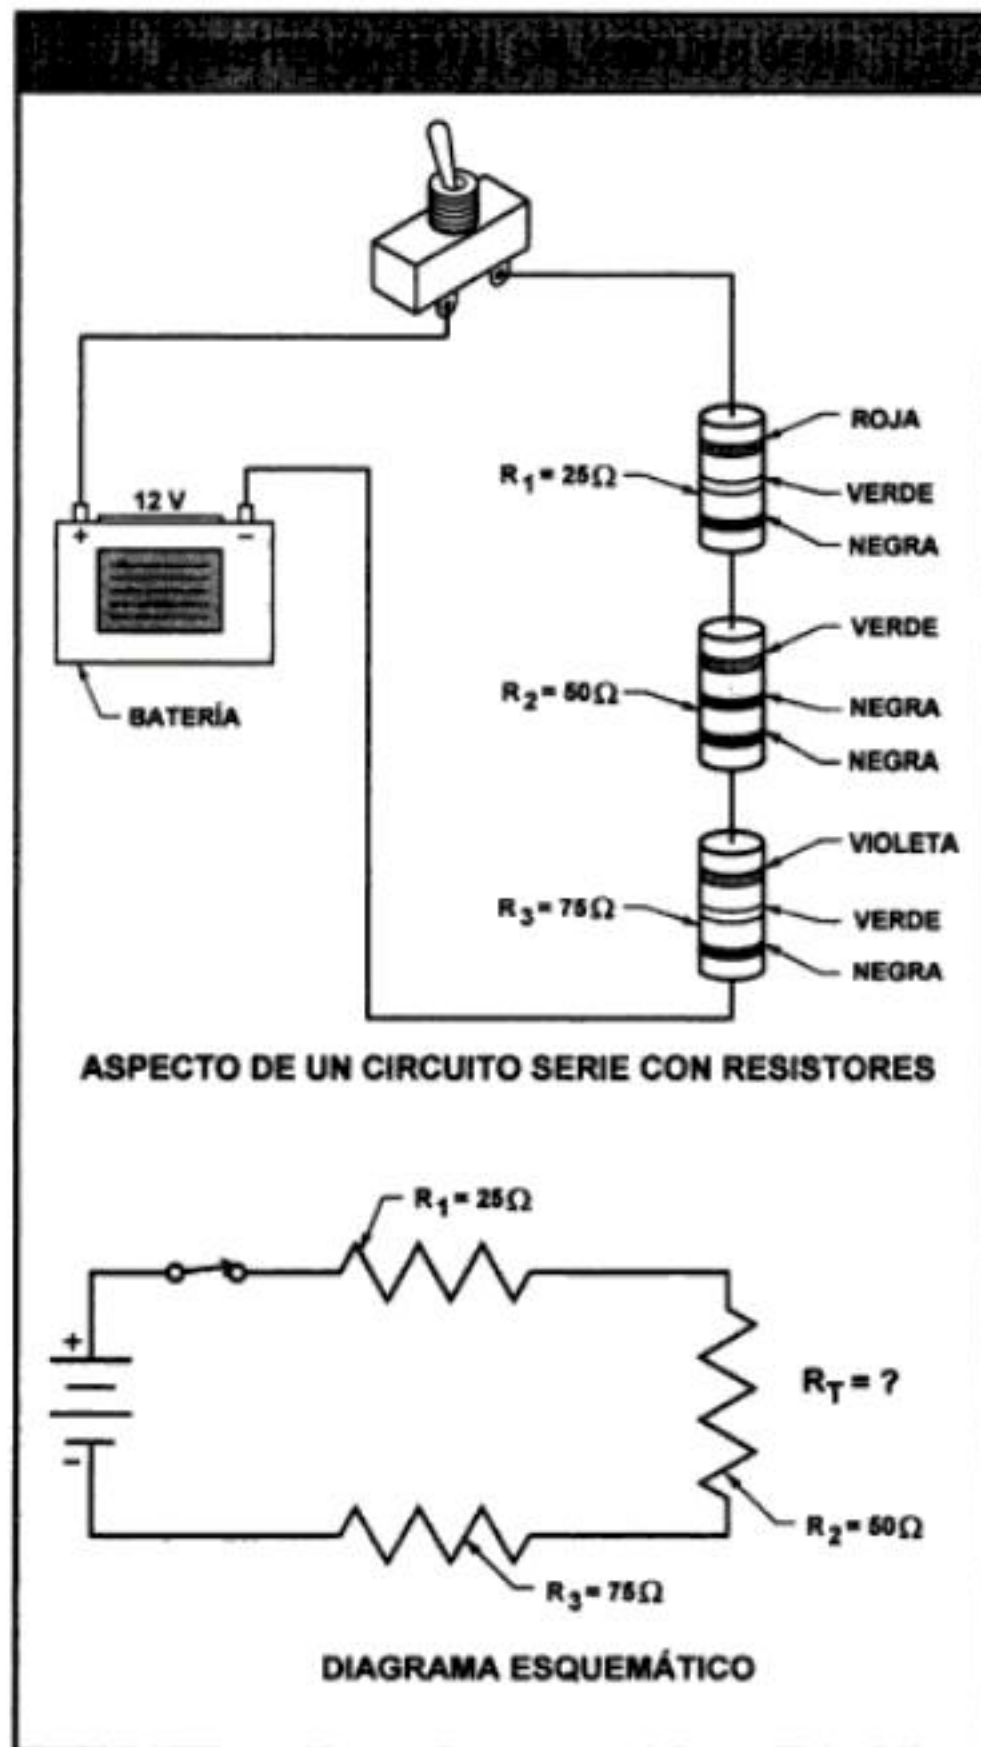 ROJA
R1 = 25Ω
VERDE
NEGRA
12 V
+ −
BATERÍA
VERDE
R2 = 50Ω
NEGRA
NEGRA
VIOLETA
R3 = 75Ω
VERDE
NEGRA
ASPECTO DE UN CIRCUITO SERIE CON RESISTORES
R1 = 25Ω
+
RT = ?
−
R2 = 50Ω
R3 = 75Ω
DIAGRAMA ESQUEMÁTICO